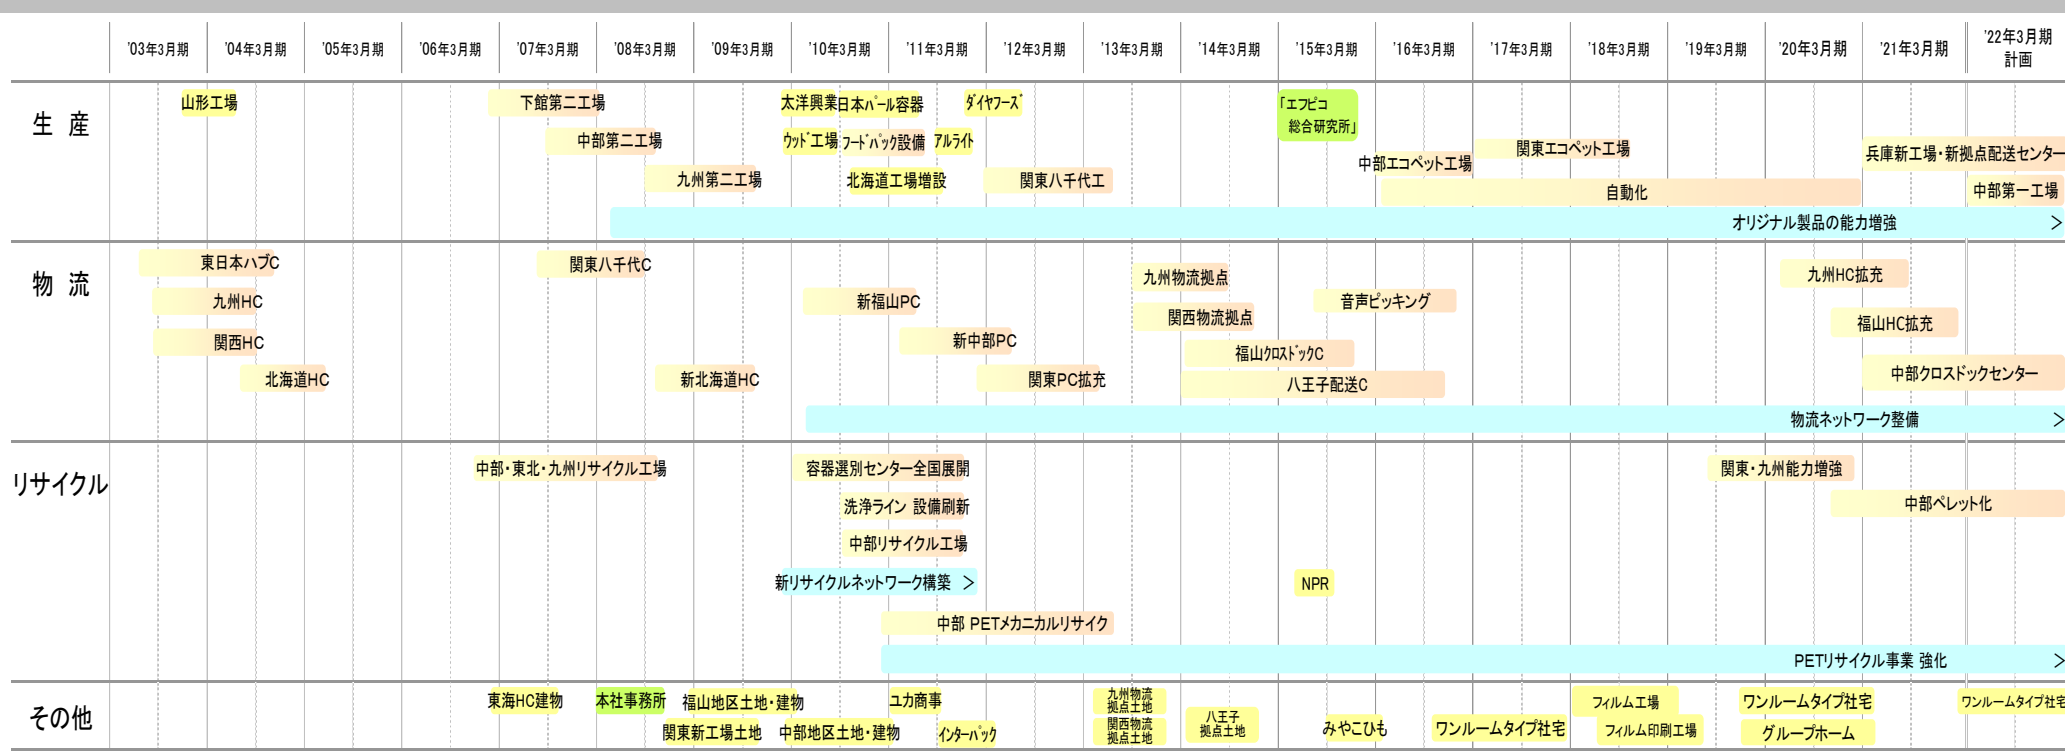 '03年3月期
'04年3月期
'05年3月期
'06年3月期
'07年3月期
'08年3月期
'09年3月期
'10年3月期
'11年3月期
'12年3月期
'13年3月期
'14年3月期
'15年3月期
'16年3月期
'17年3月期
'18年3月期
'19年3月期
'20年3月期
'21年3月期
'22年3月期
計画
生 産
山形工場
下館第二工場
太洋興業
日本パール容器
ダイヤフーズ
「エフピコ
総合研究所」
中部第二工場
ウッド工場
フードパック設備
アルライト
関東エコペット工場
兵庫新工場・新拠点配送センター
中部エコペット工場
九州第二工場
北海道工場増設
関東八千代工
自動化
中部第一工場
オリジナル製品の能力増強 >
物 流
東日本ハブC
関東八千代C
九州物流拠点
九州HC拡充
九州HC
新福山PC
音声ピッキング
関西物流拠点
福山HC拡充
関西HC
新中部PC
福山クロスドックC
北海道HC
新北海道HC
関東PC拡充
八王子配送C
中部クロスドックセンター
物流ネットワーク整備 >
リサイクル
中部・東北・九州リサイクル工場
容器選別センター全国展開
関東・九州能力増強
洗浄ライン 設備刷新
中部ペレット化
中部リサイクル工場
新リサイクルネットワーク構築 >
NPR
中部 PETメカニカルリサイク
PETリサイクル事業 強化 >
その他
東海HC建物
本社事務所
福山地区土地・建物
ユカ商事
九州物流
拠点土地
フィルム工場
ワンルームタイプ社宅
ワンルームタイプ社宅
関東新工場土地
中部地区土地・建物
インターパック
関西物流
拠点土地
八王子
拠点土地
みやこひも
ワンルームタイプ社宅
フィルム印刷工場
グループホーム